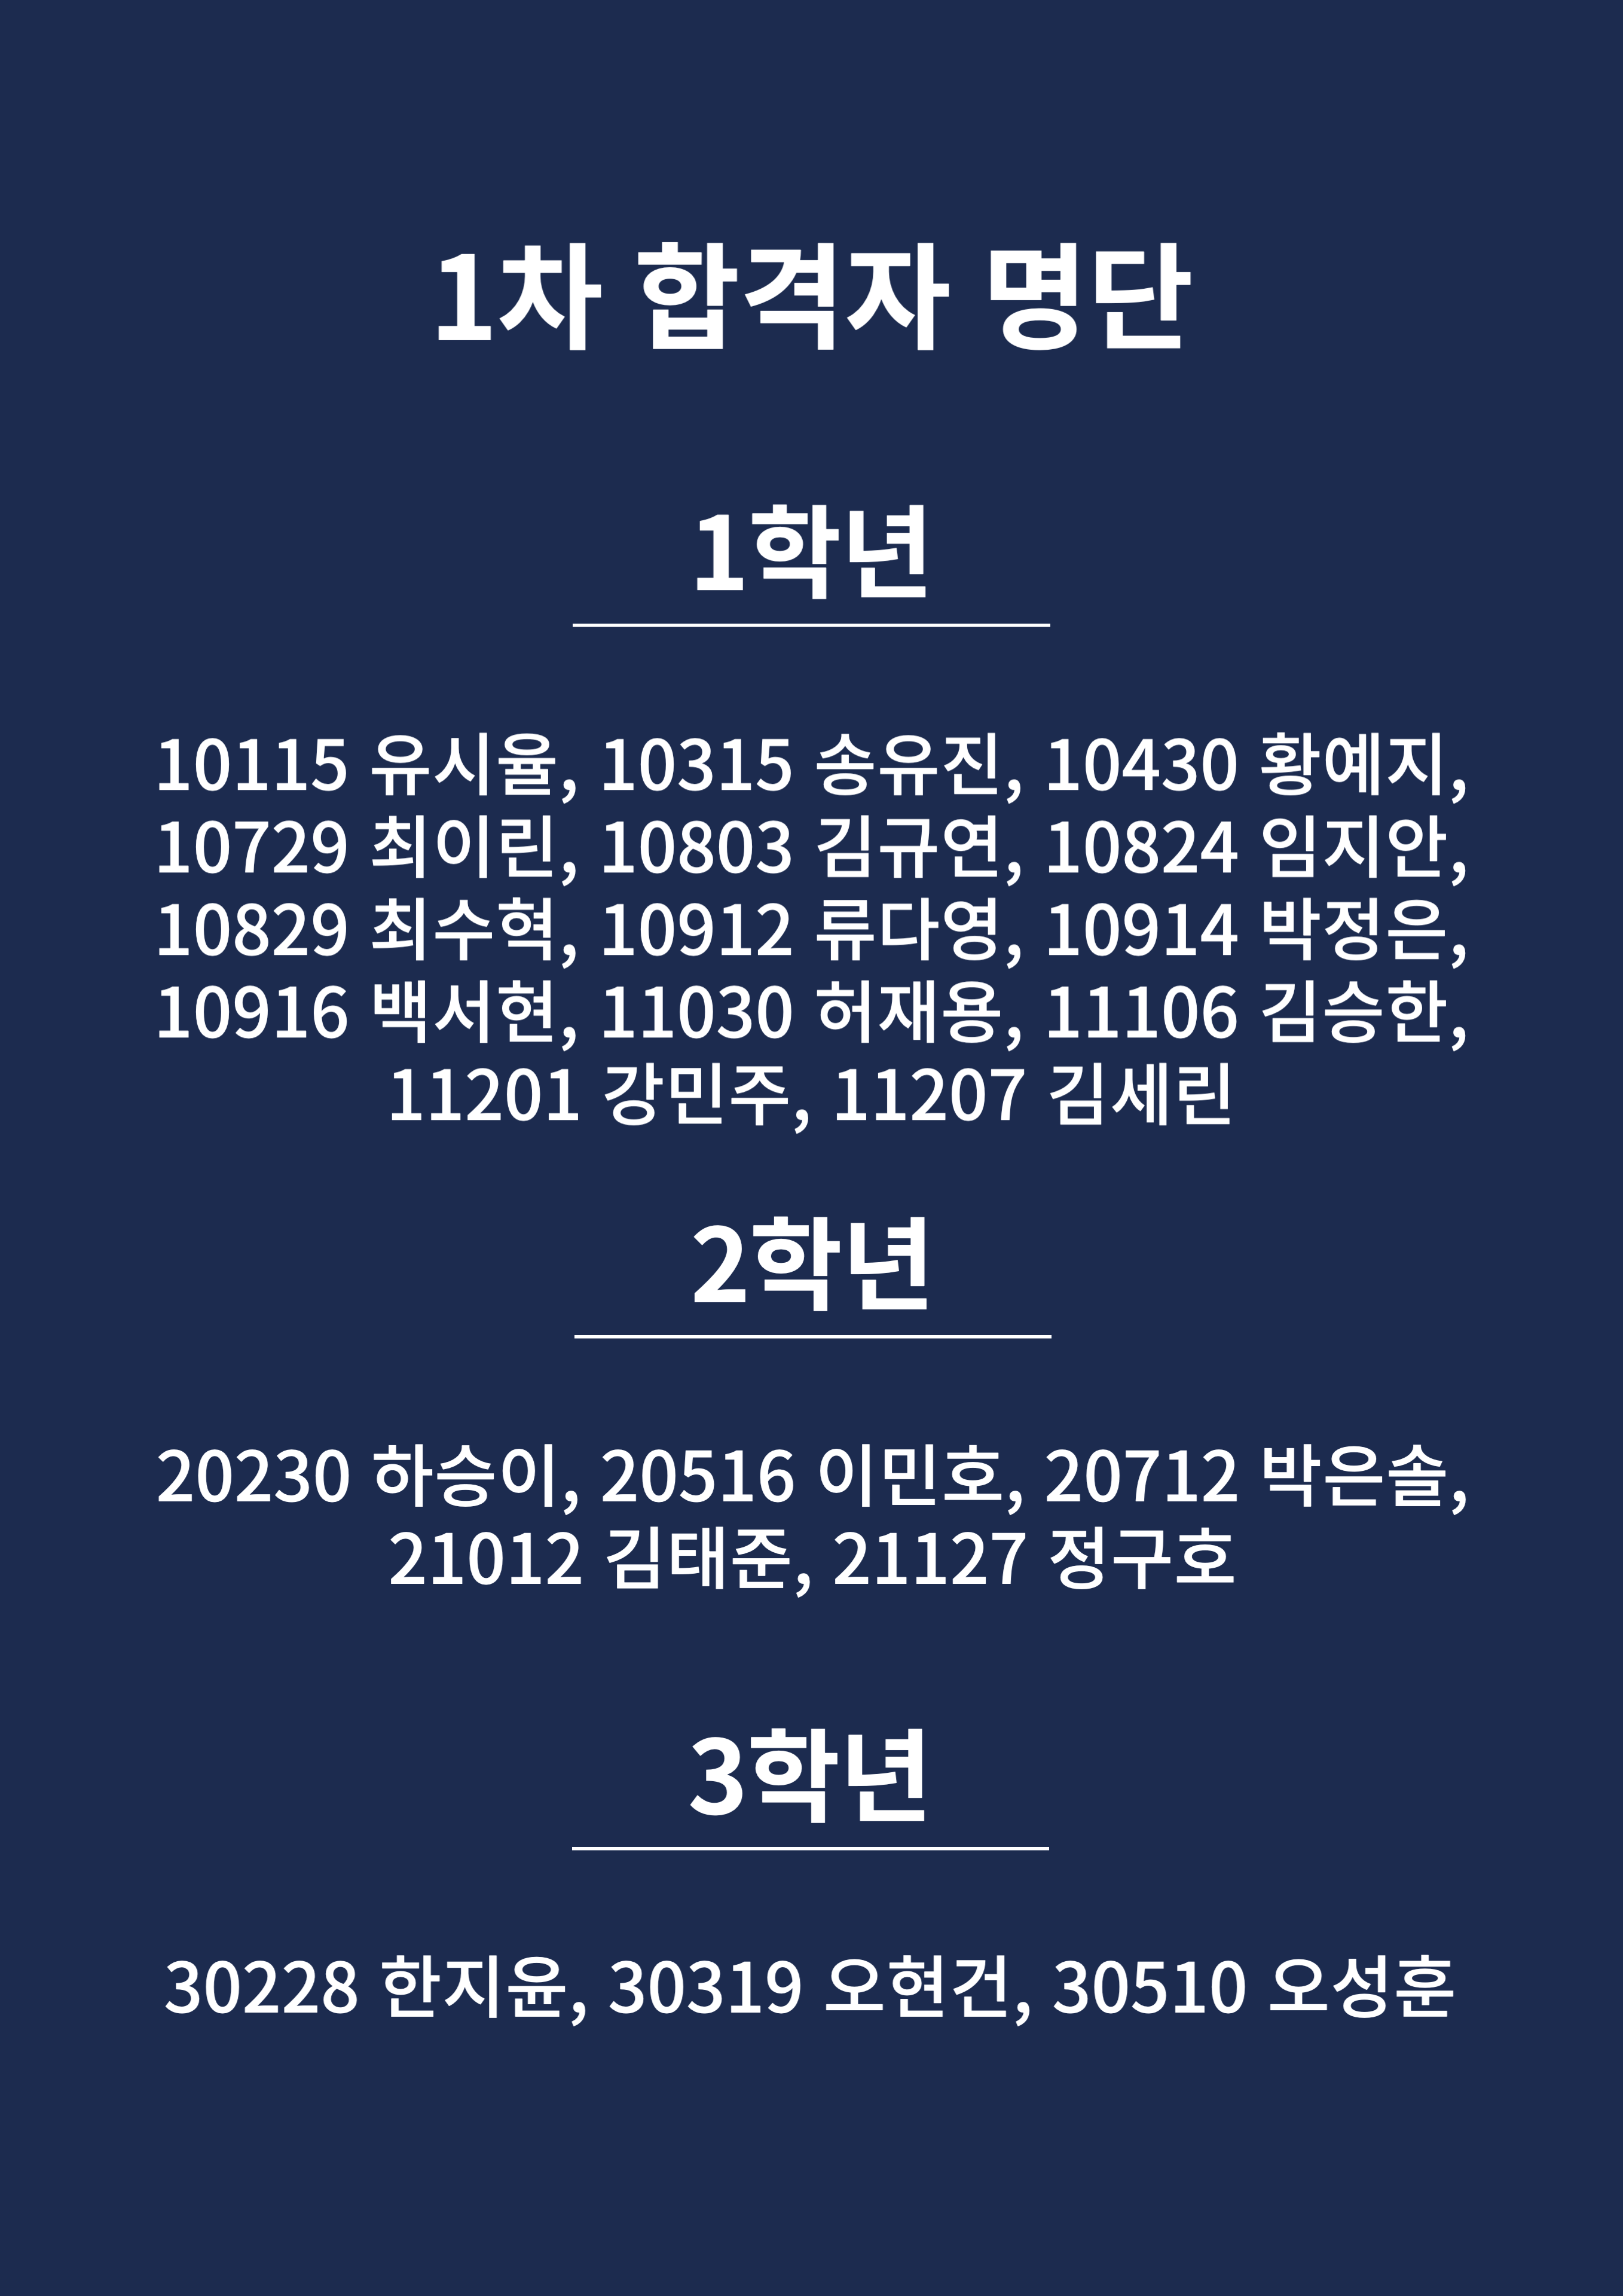 1차 합격자 명단
1학년
10115 유시율, 10315 송유진, 10430 황예지,
10729 최이린, 10803 김규연, 10824 임지안,
10829 최수혁, 10912 류다영, 10914 박정은,
10916 백서현, 11030 허재용, 11106 김승한,
11201 강민주, 11207 김세린
2학년
20230 하승이, 20516 이민호, 20712 박은솔,
21012 김태준, 21127 정구호
3학년
30228 한지윤, 30319 오현건, 30510 오성훈